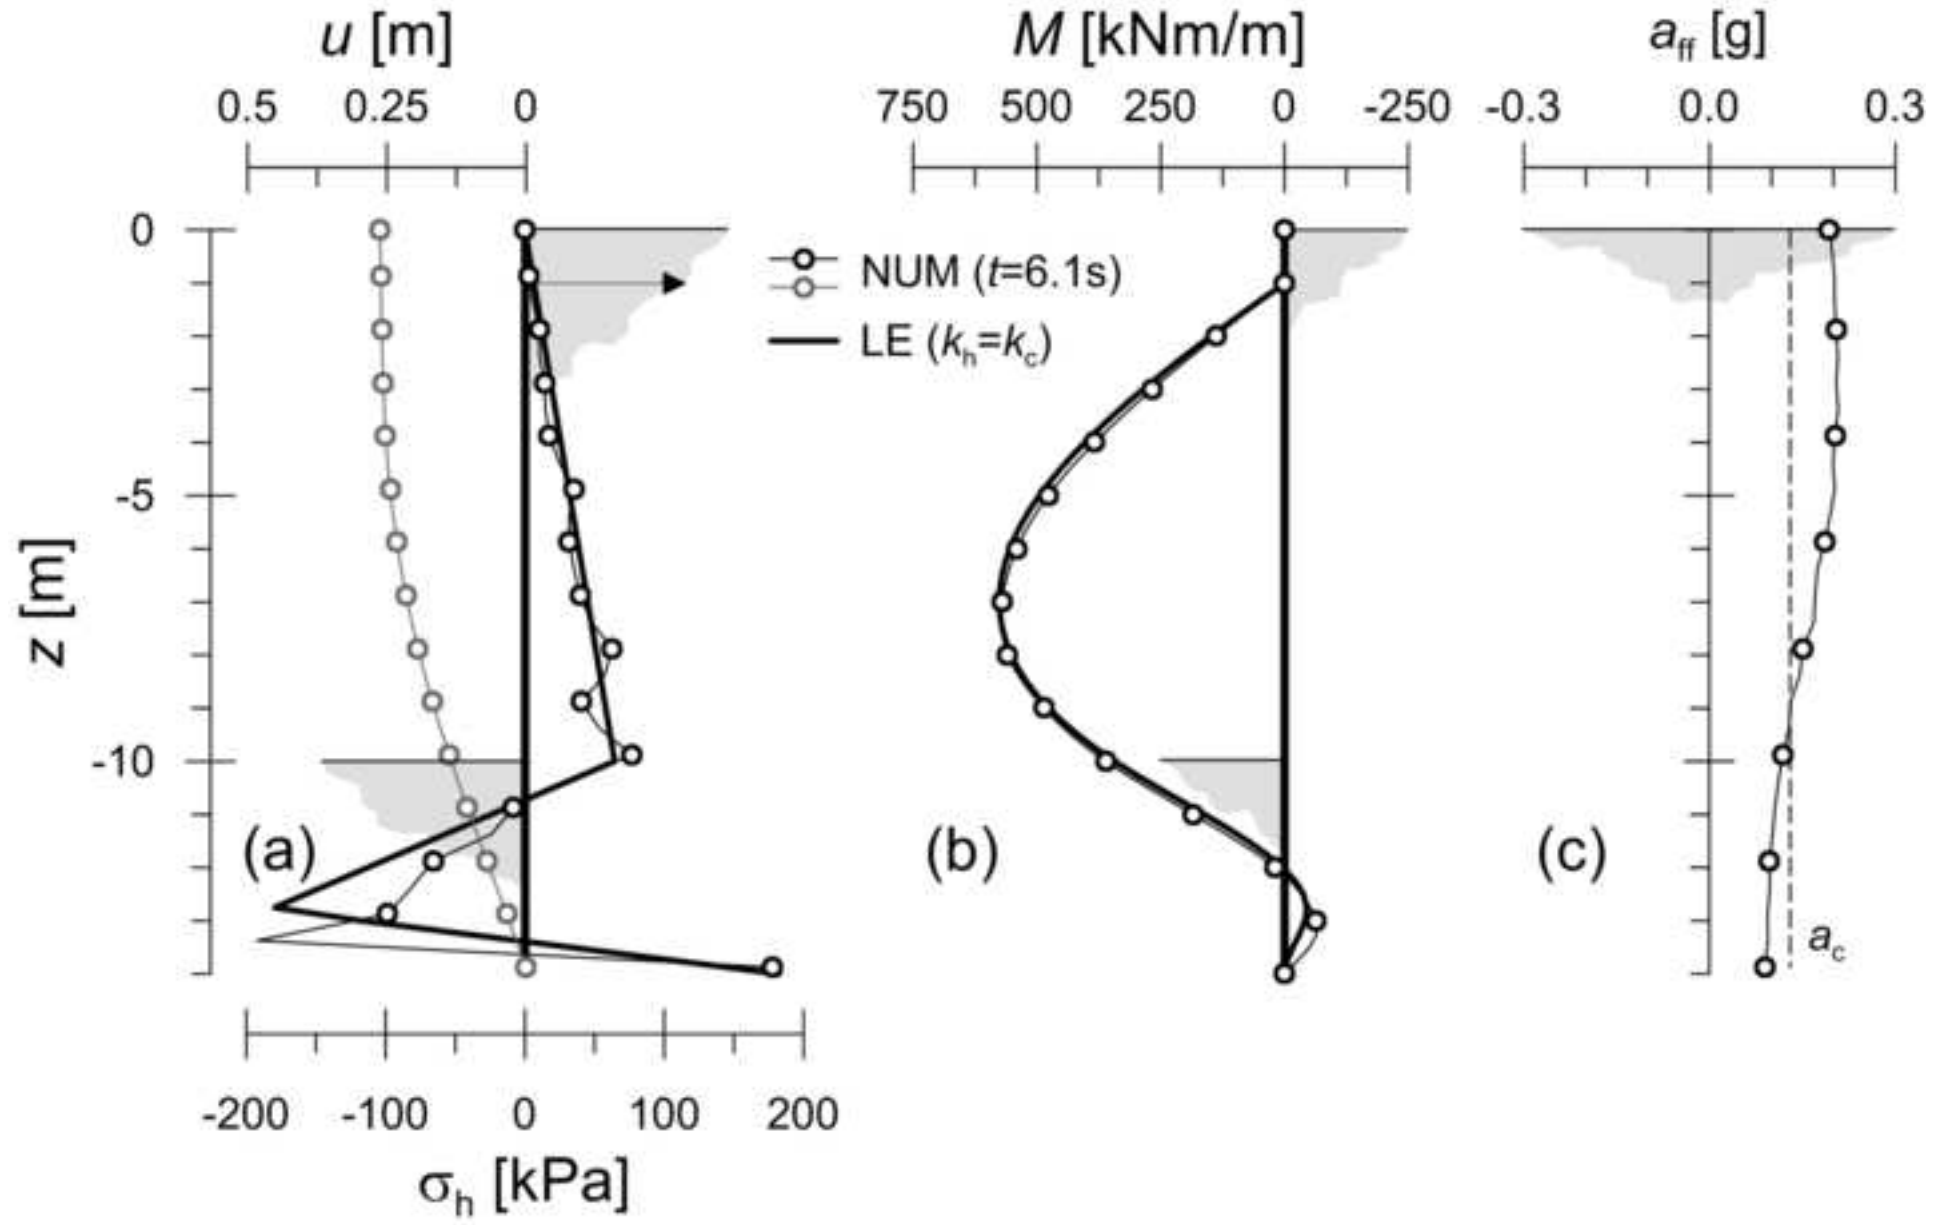 u [m] M [kNm/m] a_ff [g]
0.5 0.25 0 750 500 250 0 -250 -0.3 0.0 0.3
0
NUM (t=6.1s)
LE (k_h=k_c)
-5
z [m]
-10
(a) (b) (c)
a_c
-200 -100 0 100 200
σ_h [kPa]